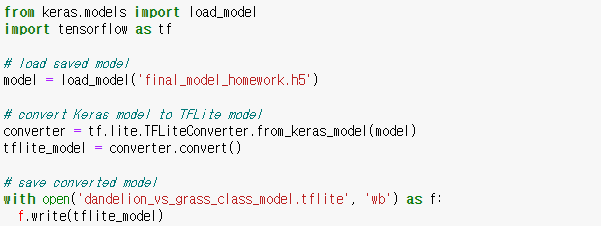 from keras.models import load_model
import tensorflow as tf

# load saved model
model = load_model('final_model_homework.h5')

# convert Keras model to TFLite model
converter = tf.lite.TFLiteConverter.from_keras_model(model)
tflite_model = converter.convert()

# save converted model
with open('dandelion_vs_grass_class_model.tflite', 'wb') as f:
  f.write(tflite_model)